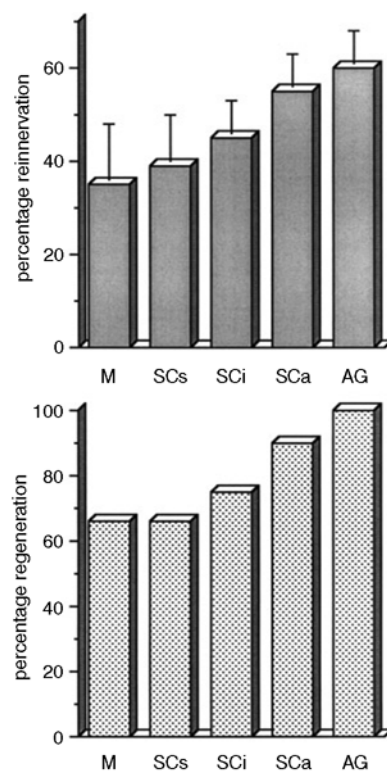 percentage reinnervation
60
40
20
0
M SCs SCi SCa AG
percentage regeneration
100
80
60
40
20
0
M SCs SCi SCa AG